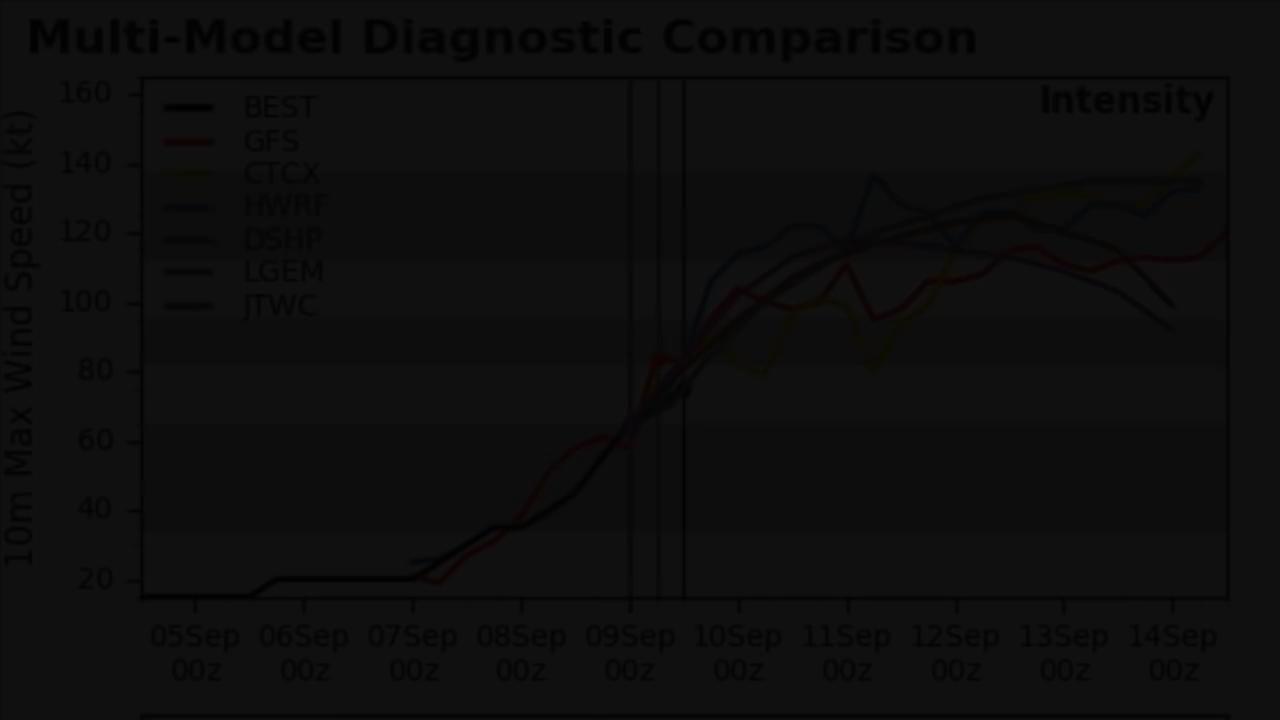 Multi-Model Diagnostic Comparison
Intensity
10m Max Wind Speed (kt)
160
140
120
100
80
60
40
20
BEST
GFS
CTCX
HWRF
DSHP
LGEM
JTWC
05Sep 06Sep 07Sep 08Sep 09Sep 10Sep 11Sep 12Sep 13Sep 14Sep
00z 00z 00z 00z 00z 00z 00z 00z 00z 00z